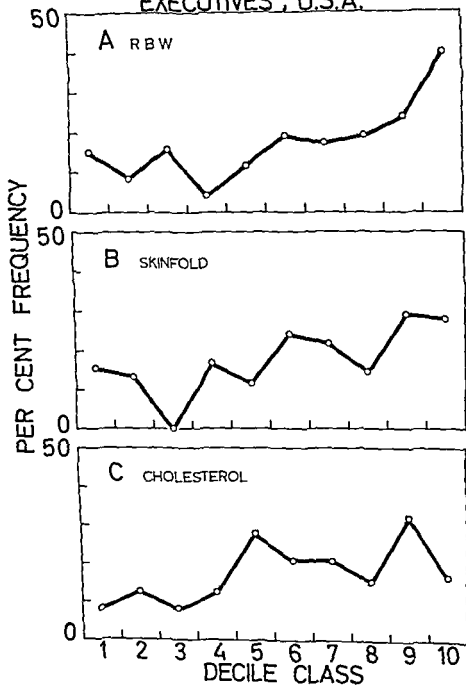 EXECUTIVES, U.S.A.
50
A RBW
0
50
B SKINFOLD
0
50
C CHOLESTEROL
0
PER CENT FREQUENCY
1 2 3 4 5 6 7 8 9 10
DECILE CLASS